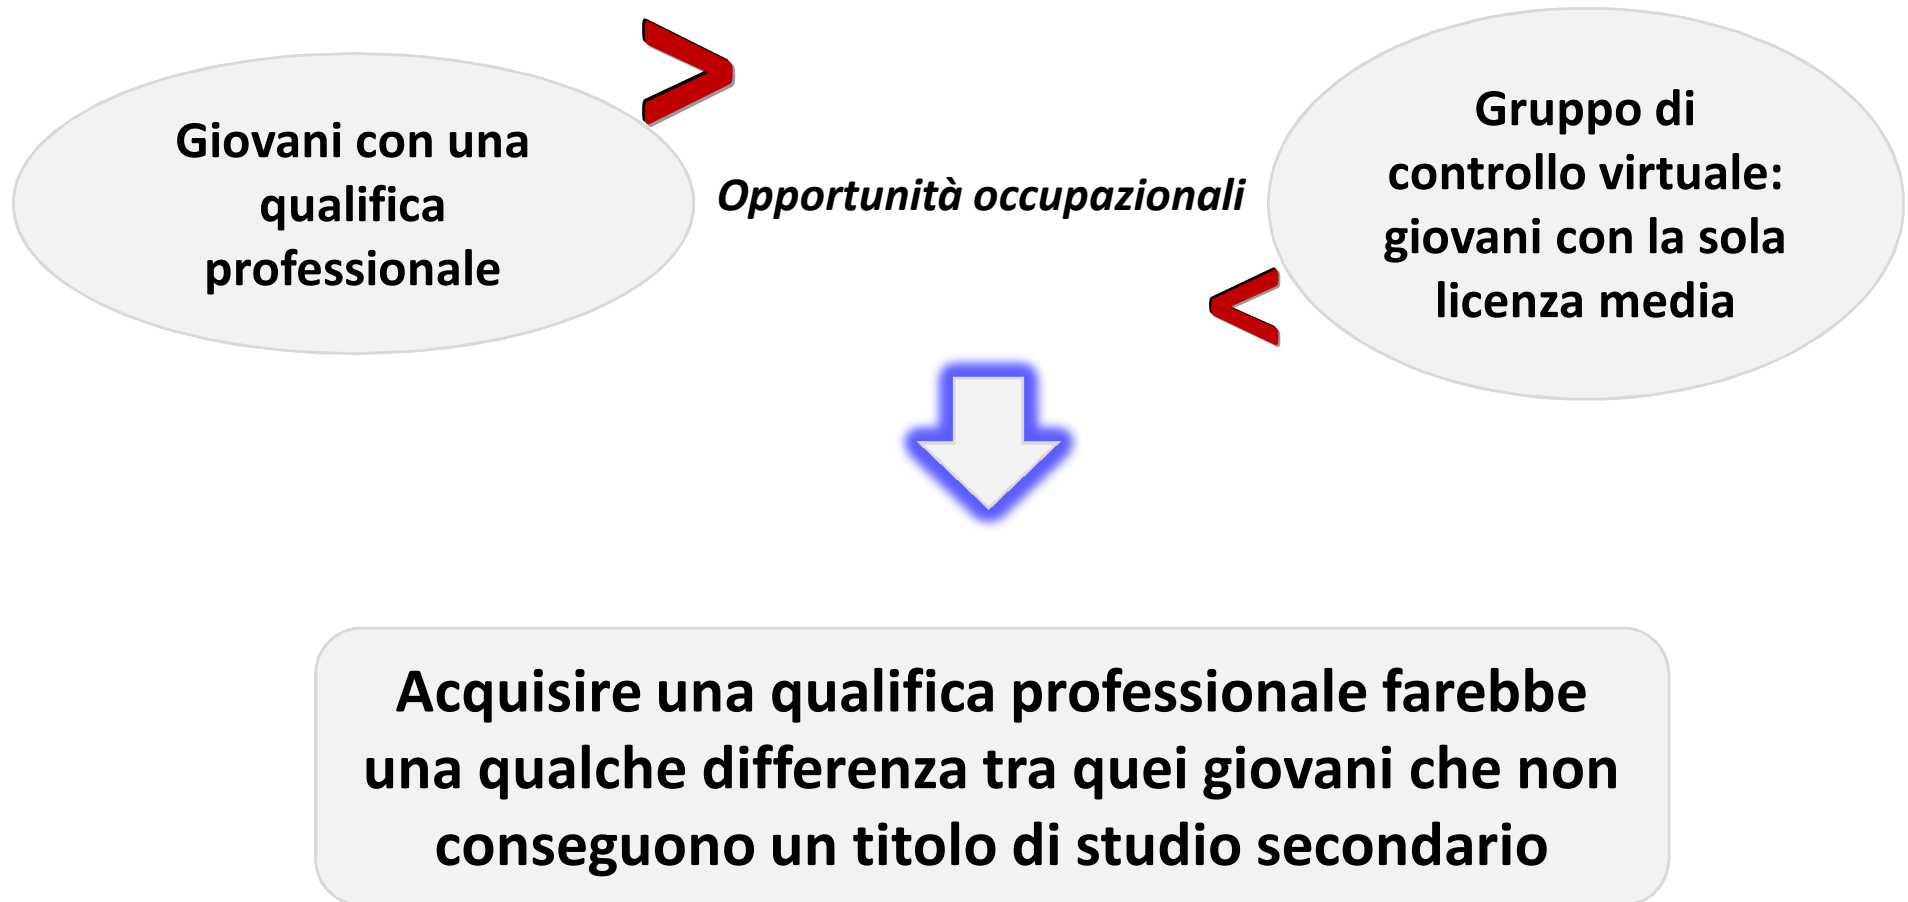 Giovani con una
qualifica
professionale
>
Opportunità occupazionali
<
Gruppo di
controllo virtuale:
giovani con la sola
licenza media
Acquisire una qualifica professionale farebbe
una qualche differenza tra quei giovani che non
conseguono un titolo di studio secondario